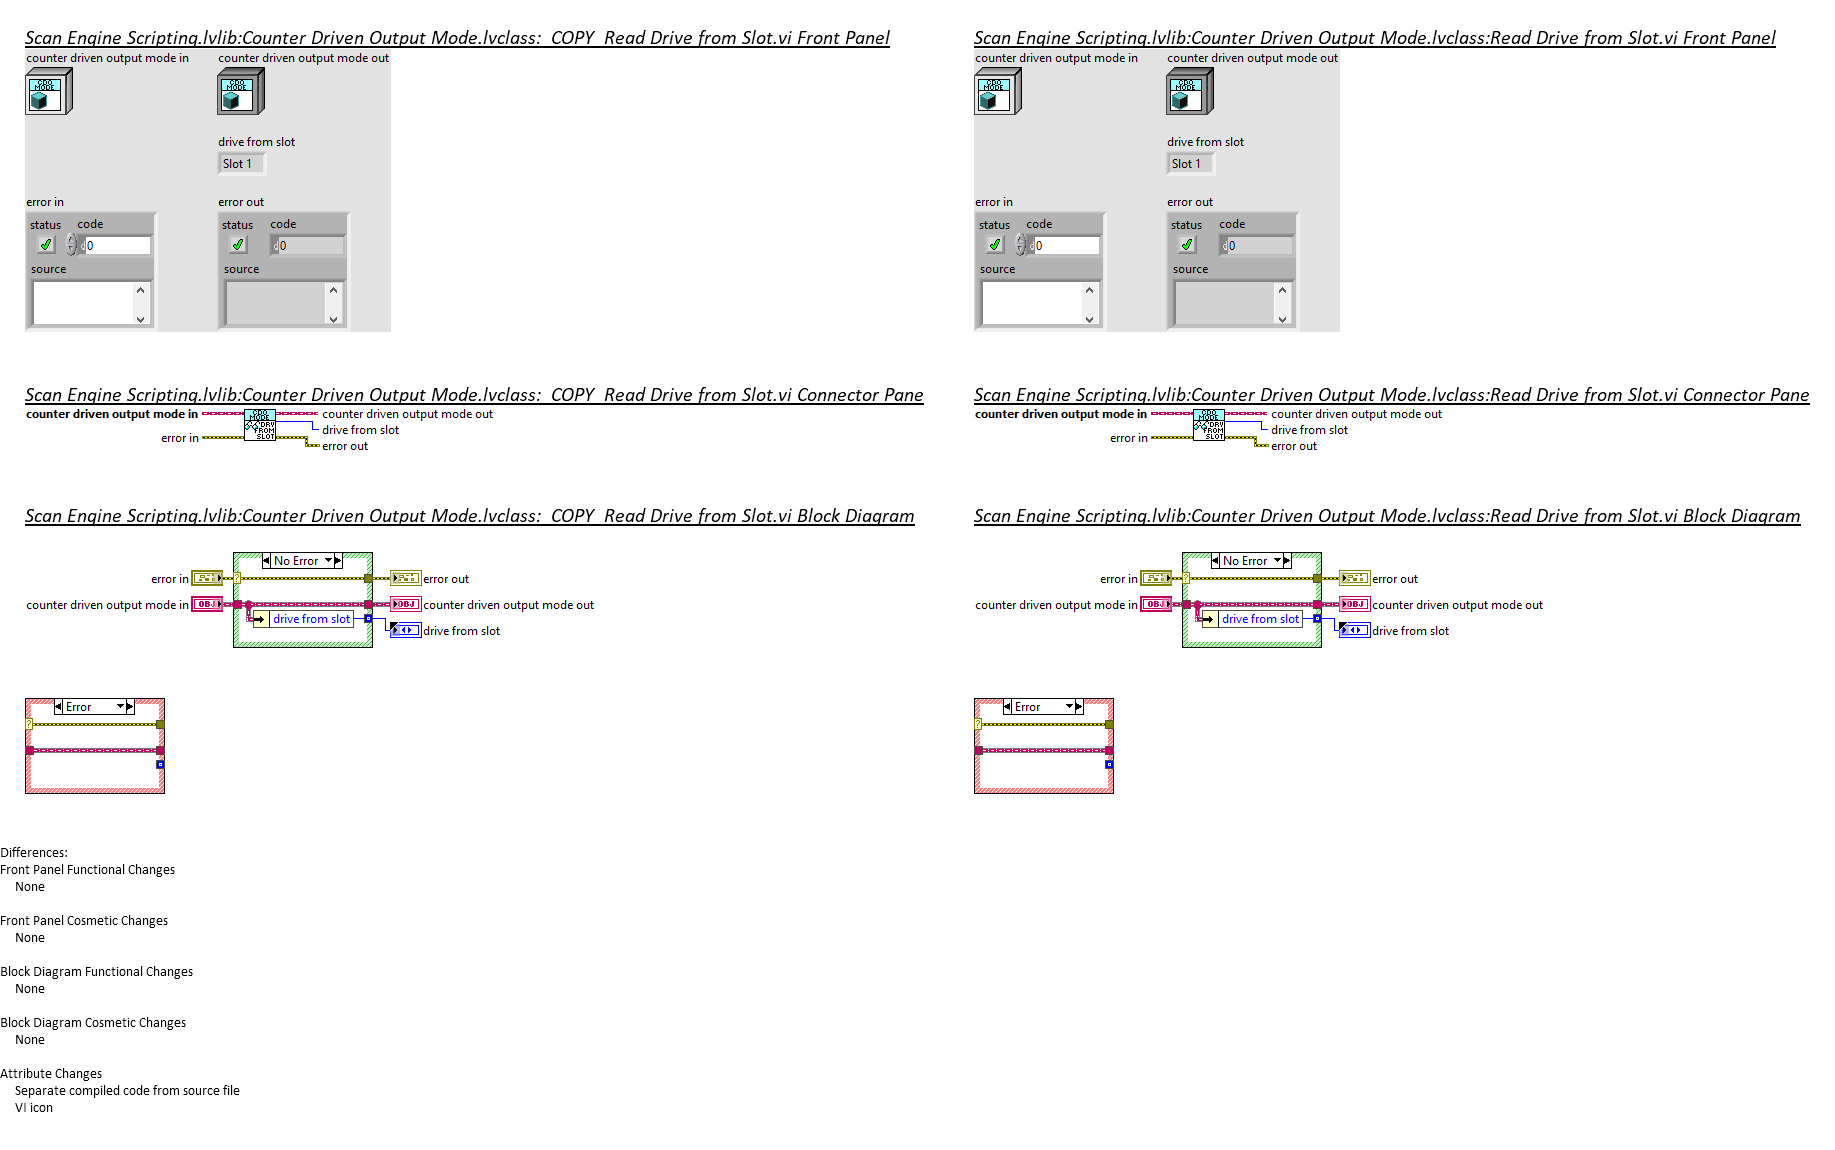 Scan Engine Scripting.lvlib:Counter Driven Output Mode.lvclass:  COPY  Read Drive from Slot.vi Front Panel
counter driven output mode in
counter driven output mode out
CDO
MODE
CDO
MODE
drive from slot
Slot 1
error in
error out
status
code
status
code
0
0
source
source
Scan Engine Scripting.lvlib:Counter Driven Output Mode.lvclass:Read Drive from Slot.vi Front Panel
counter driven output mode in
counter driven output mode out
CDO
MODE
CDO
MODE
drive from slot
Slot 1
error in
error out
status
code
status
code
0
0
source
source
Scan Engine Scripting.lvlib:Counter Driven Output Mode.lvclass:  COPY  Read Drive from Slot.vi Connector Pane
counter driven output mode in
counter driven output mode out
CDO
MODE
DRV
FROM
SLOT
drive from slot
error in
error out
Scan Engine Scripting.lvlib:Counter Driven Output Mode.lvclass:Read Drive from Slot.vi Connector Pane
counter driven output mode in
counter driven output mode out
CDO
MODE
DRV
FROM
SLOT
drive from slot
error in
error out
Scan Engine Scripting.lvlib:Counter Driven Output Mode.lvclass:  COPY  Read Drive from Slot.vi Block Diagram
No Error
error in
?
error out
counter driven output mode in
OBJ
OBJ
counter driven output mode out
drive from slot
drive from slot
Error
?
Scan Engine Scripting.lvlib:Counter Driven Output Mode.lvclass:Read Drive from Slot.vi Block Diagram
No Error
error in
?
error out
counter driven output mode in
OBJ
OBJ
counter driven output mode out
drive from slot
drive from slot
Error
?
Differences:
Front Panel Functional Changes
None
Front Panel Cosmetic Changes
None
Block Diagram Functional Changes
None
Block Diagram Cosmetic Changes
None
Attribute Changes
Separate compiled code from source file
VI icon